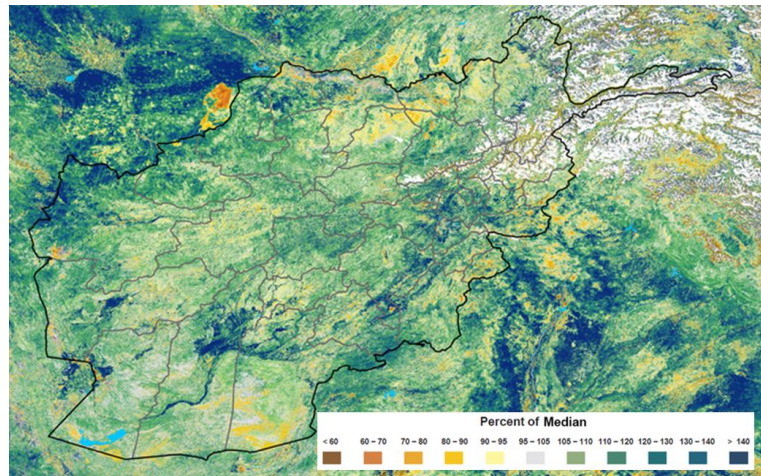 Percent of Median
< 60 60 – 70 70 – 80 80 – 90 90 – 95 95 – 105 105 – 110 110 – 120 120 – 130 130 – 140 > 140